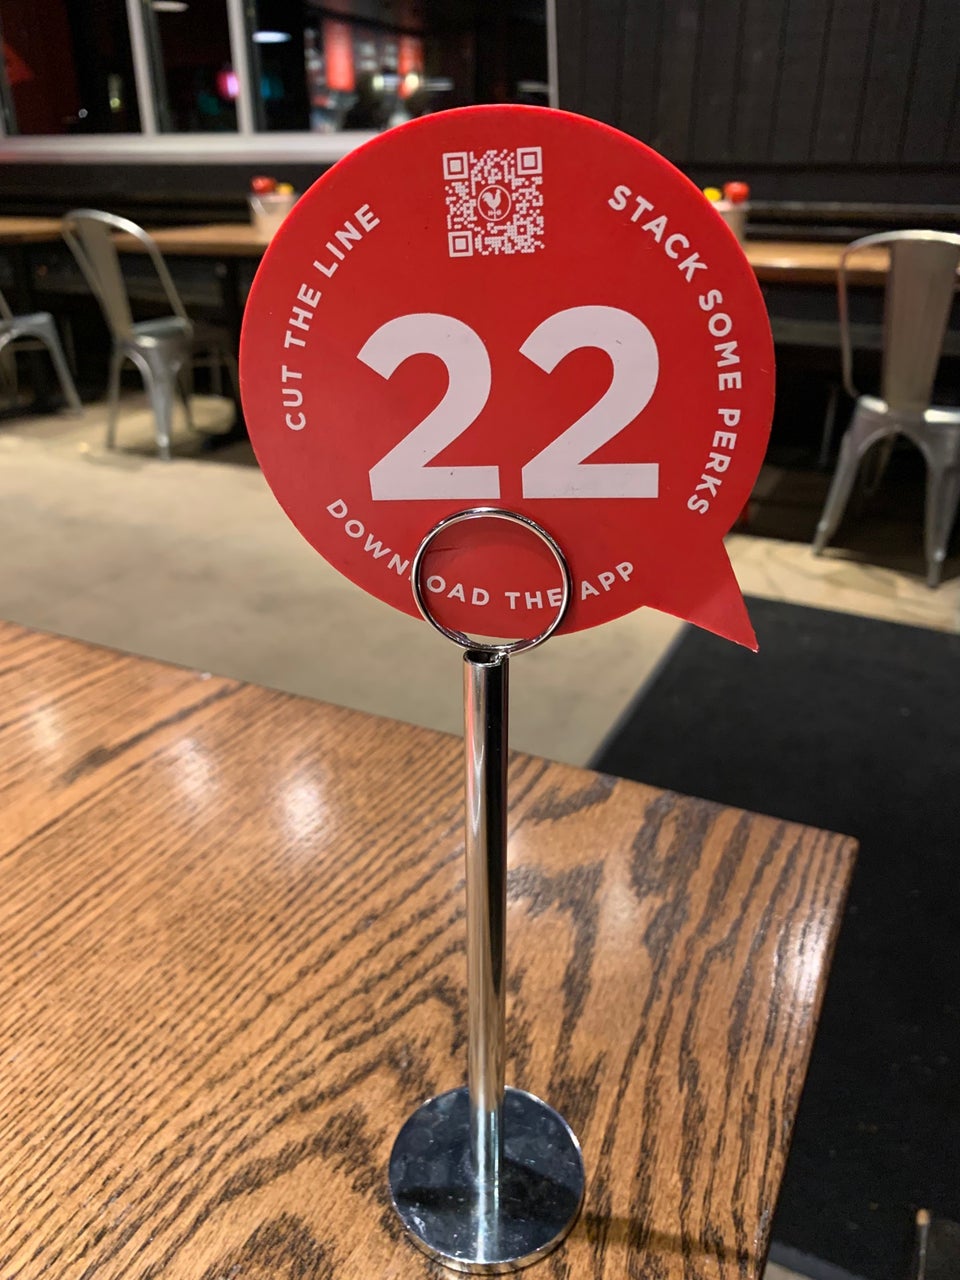 CUT THE LINE
STACK SOME PERKS
22
DOWNLOAD THE APP